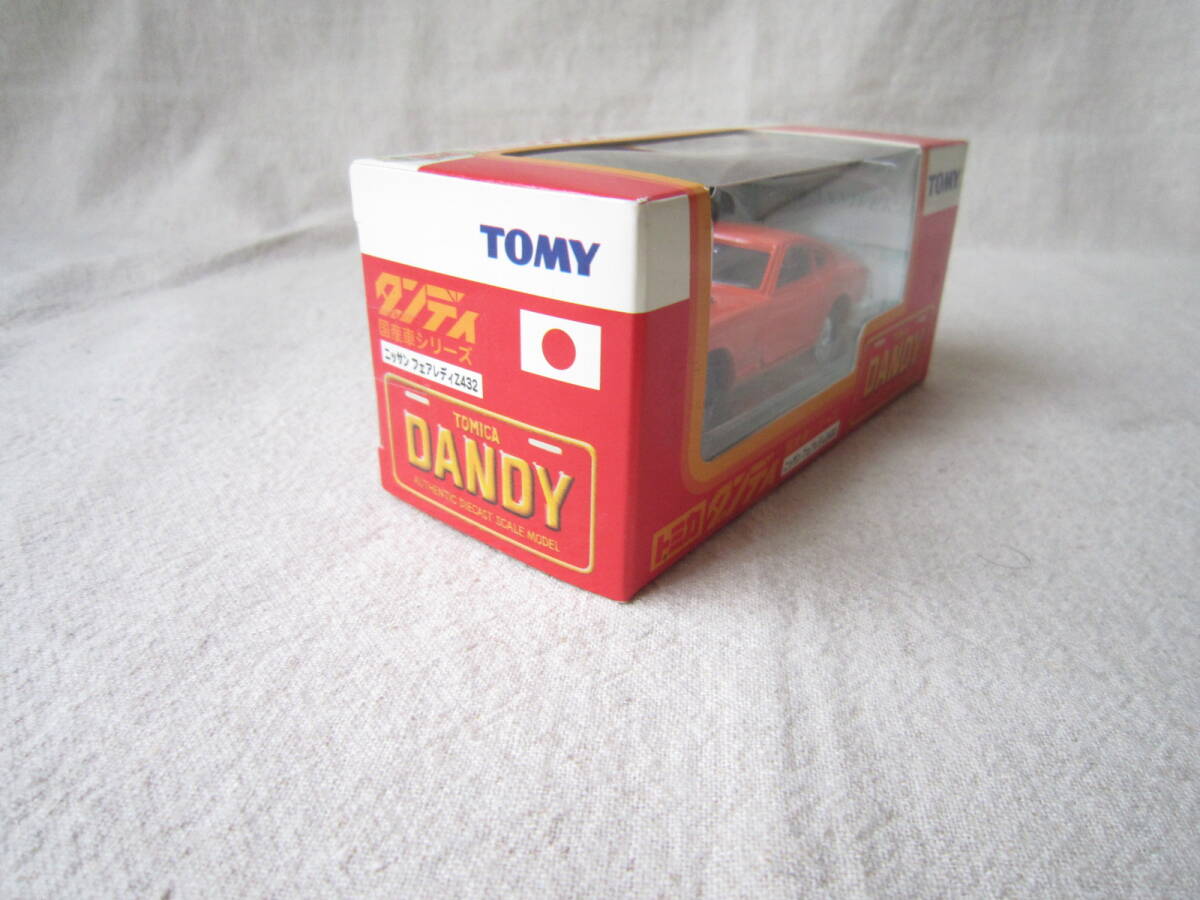 TOMY
ダンディ
国産車シリーズ
ニッサン フェアレディZ432
TOMICA
DANDY
AUTHENTIC DIECAST SCALE MODEL
TOMY
DANDY
トミカ ダンディ